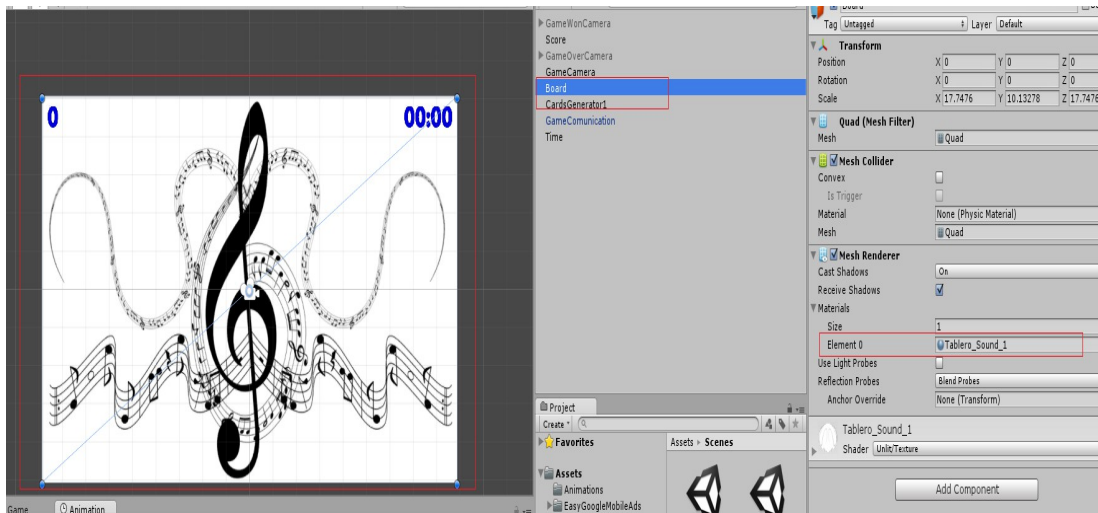 0
00:00
Game
Animation
GameWonCamera
Score
GameOverCamera
GameCamera
Board
CardsGenerator1
GameComunication
Time
Project
Create
Favorites
Assets
Animations
EasyGoogleMobileAds
Assets Scenes
Board
Tag Untagged Layer Default
Transform
Position X 0 Y 0 Z 0
Rotation X 0 Y 0 Z 0
Scale X 17.7476 Y 10.13278 Z 17.7476
Quad (Mesh Filter)
Mesh Quad
Mesh Collider
Convex
Is Trigger
Material None (Physic Material)
Mesh Quad
Mesh Renderer
Cast Shadows On
Receive Shadows
Materials
Size 1
Element 0 Tablero_Sound_1
Use Light Probes
Reflection Probes Blend Probes
Anchor Override None (Transform)
Tablero_Sound_1
Shader Unlit/Texture
Add Component